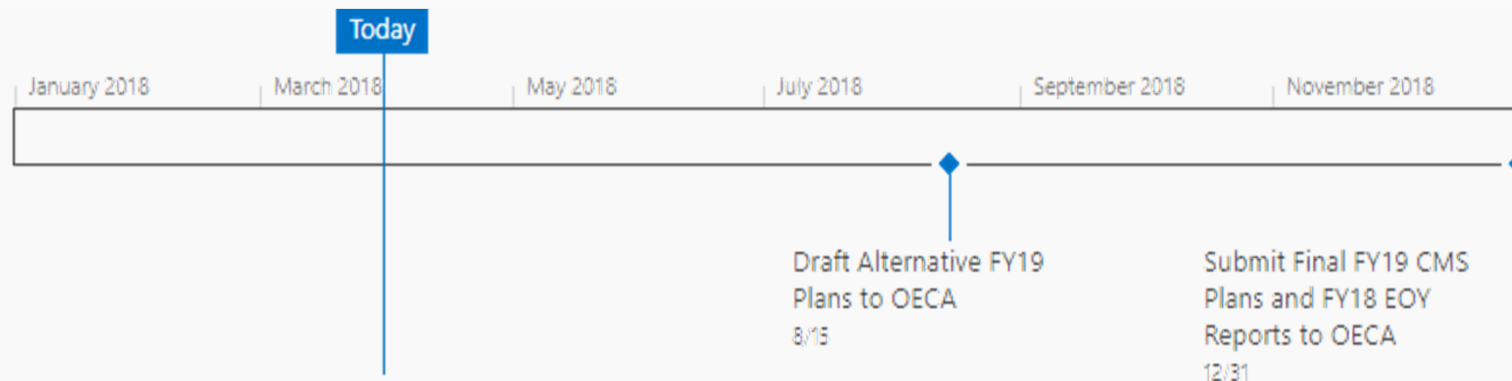 Today
January 2018
March 2018
May 2018
July 2018
September 2018
November 2018
Draft Alternative FY19
Plans to OECA
8/15
Submit Final FY19 CMS
Plans and FY18 EOY
Reports to OECA
12/31